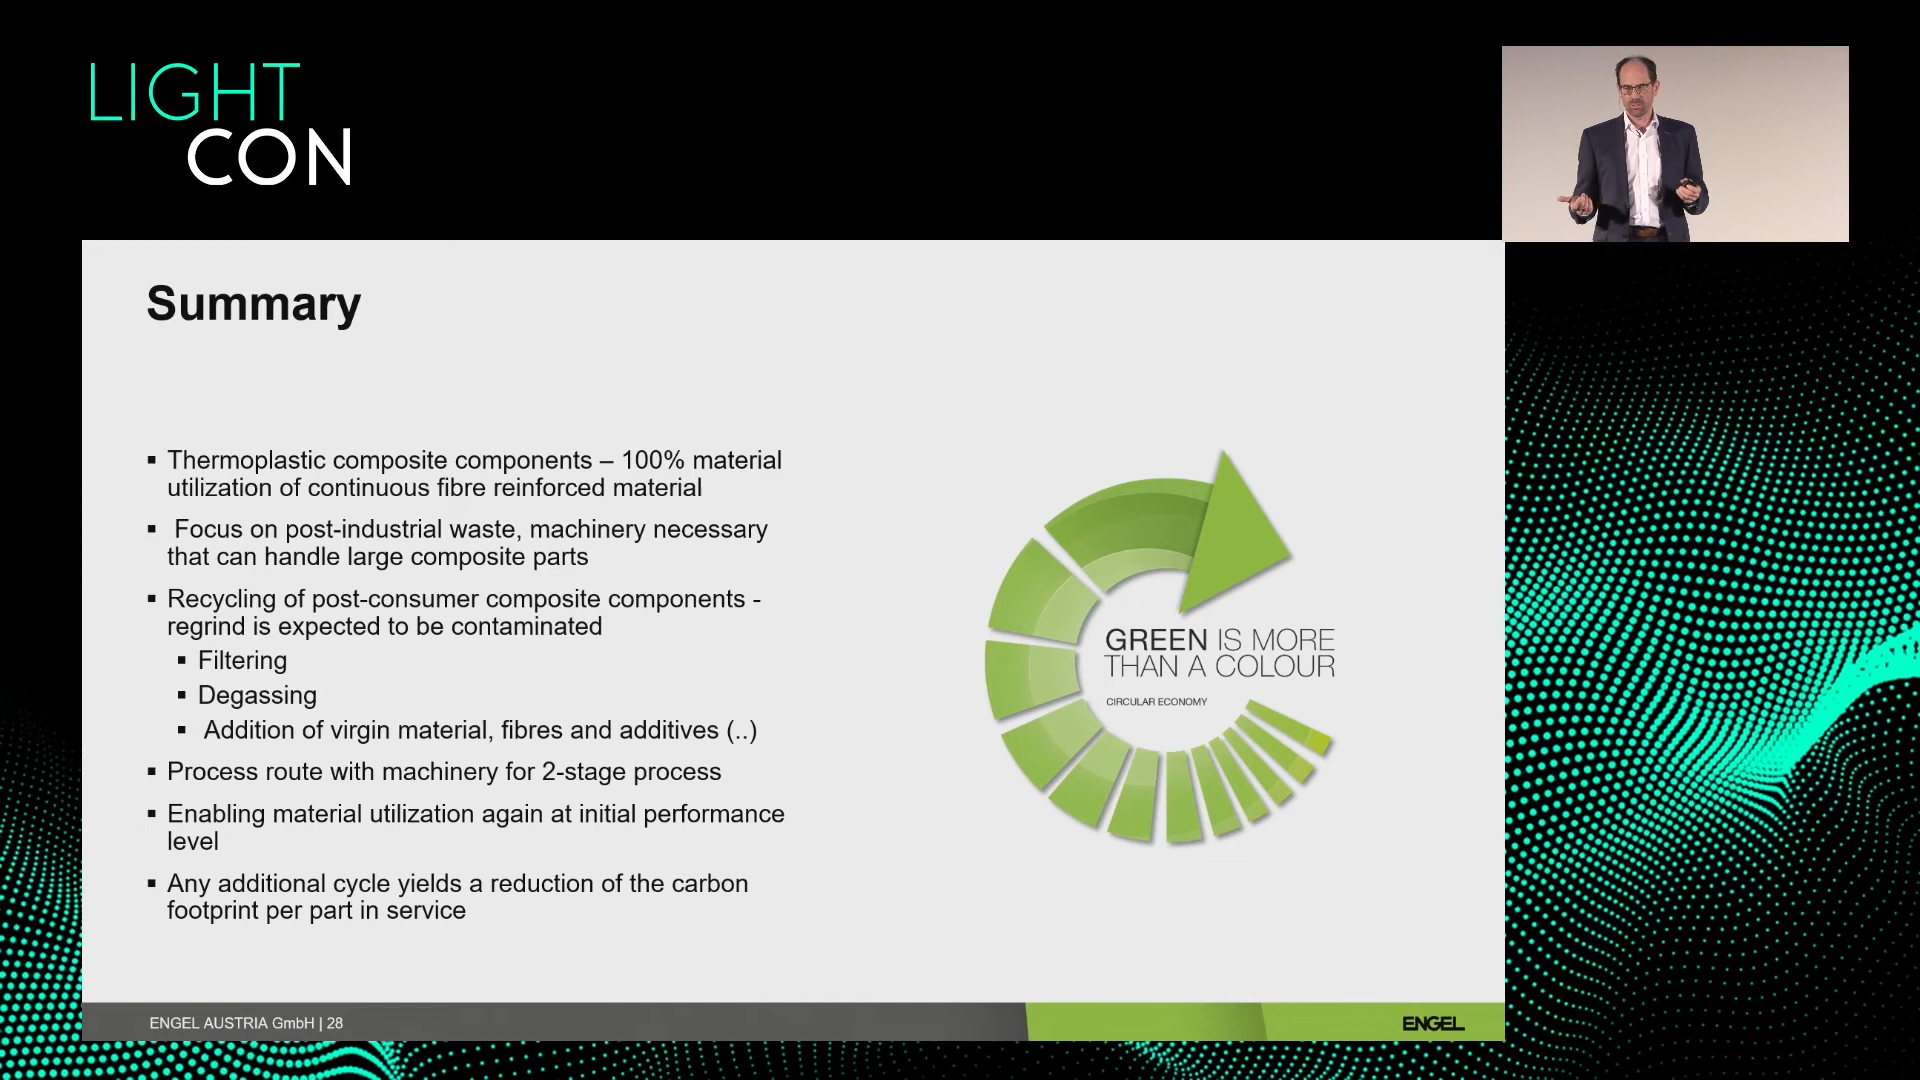 LIGHT
CON
Summary
▪ Thermoplastic composite components – 100% material
utilization of continuous fibre reinforced material
▪ Focus on post-industrial waste, machinery necessary
that can handle large composite parts
▪ Recycling of post-consumer composite components -
regrind is expected to be contaminated
▪ Filtering
▪ Degassing
▪ Addition of virgin material, fibres and additives (..)
▪ Process route with machinery for 2-stage process
▪ Enabling material utilization again at initial performance
level
▪ Any additional cycle yields a reduction of the carbon
footprint per part in service
GREEN IS MORE
THAN A COLOUR
CIRCULAR ECONOMY
ENGEL AUSTRIA GmbH | 28
ENGEL